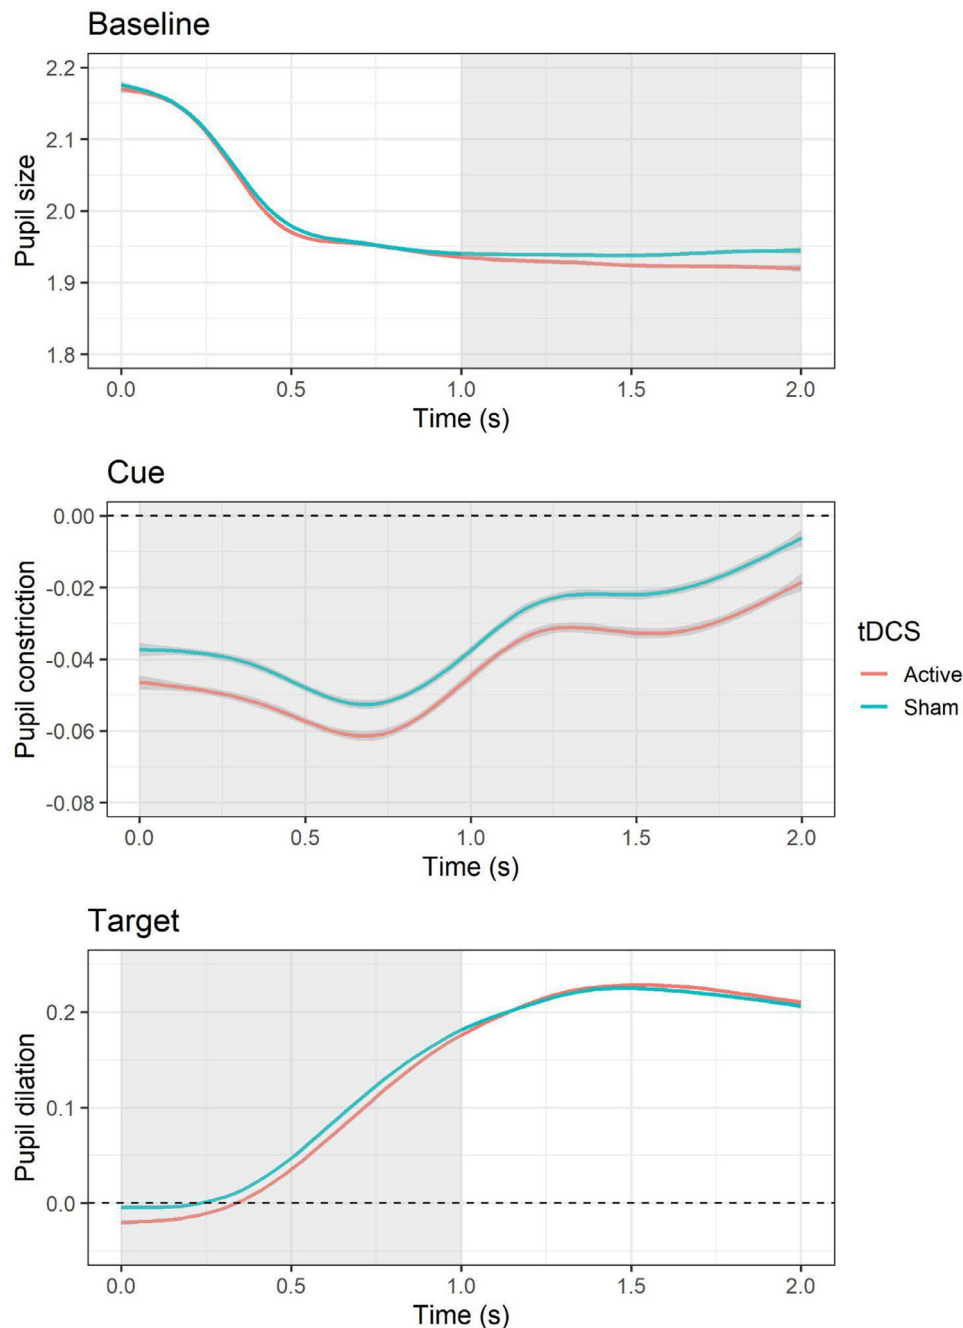 Baseline
2.2
2.1
2.0
1.9
1.8
Pupil size
0.0 0.5 1.0 1.5 2.0
Time (s)
Cue
0.00
-0.02
-0.04
-0.06
-0.08
Pupil constriction
0.0 0.5 1.0 1.5 2.0
Time (s)
tDCS
Active
Sham
Target
0.2
0.1
0.0
Pupil dilation
0.0 0.5 1.0 1.5 2.0
Time (s)